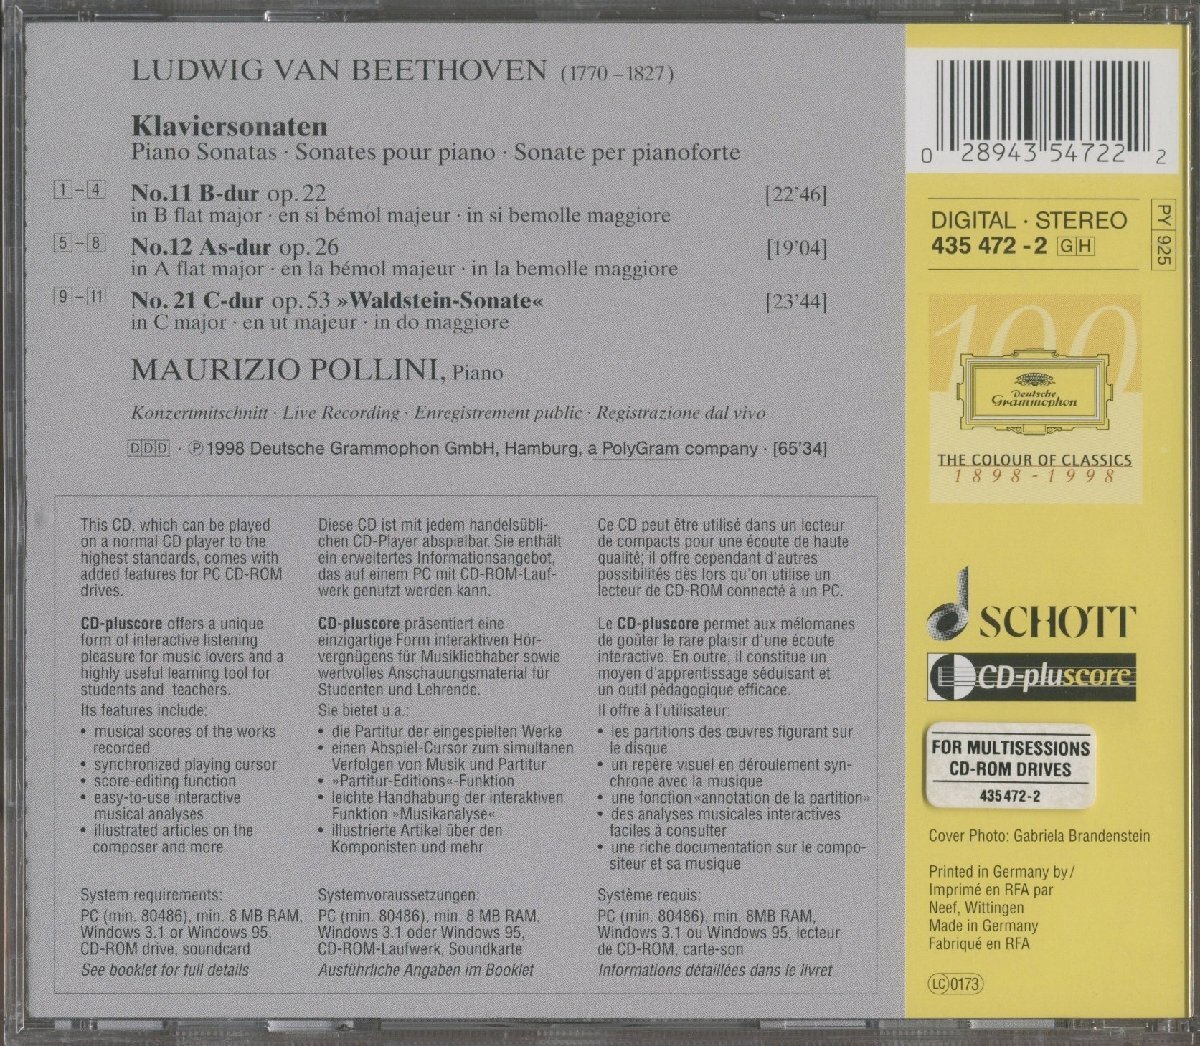 LUDWIG VAN BEETHOVEN (1770–1827)
Klaviersonaten
Piano Sonatas · Sonates pour piano · Sonate per pianoforte
1 – 4 No.11 B-dur op. 22 [22'46]
in B flat major · en si bémol majeur · in si bemolle maggiore
5 – 8 No.12 As-dur op. 26 [19'04]
in A flat major · en la bémol majeur · in la bemolle maggiore
9 – 11 No. 21 C-dur op. 53 »Waldstein-Sonate« [23'44]
in C major · en ut majeur · in do maggiore
MAURIZIO POLLINI, Piano
Konzertmitschnitt · Live Recording · Enregistrement public · Registrazione dal vivo
DDD · ℗ 1998 Deutsche Grammophon GmbH, Hamburg, a PolyGram company · [65'34]
This CD, which can be played
on a normal CD player to the
highest standards, comes with
added features for PC CD-ROM
drives.
CD-pluscore offers a unique
form of interactive listening
pleasure for music lovers and a
highly useful learning tool for
students and teachers.
Its features include:
• musical scores of the works
recorded
• synchronized playing cursor
• score-editing function
• easy-to-use interactive
musical analyses
• illustrated articles on the
composer and more
System requirements:
PC (min. 80486), min. 8 MB RAM,
Windows 3.1 or Windows 95,
CD-ROM drive, soundcard
See booklet for full details
Diese CD ist mit jedem handelsübli-
chen CD-Player abspielbar. Sie enthält
ein erweitertes Informationsangebot,
das auf einem PC mit CD-ROM-Lauf-
werk genutzt werden kann.
CD-pluscore präsentiert eine
einzigartige Form interaktiven Hör-
vergnügens für Musikliebhaber sowie
wertvolles Anschauungsmaterial für
Studenten und Lehrende.
Sie bietet u.a.:
• die Partitur der eingespielten Werke
• einen Abspiel-Cursor zum simultanen
Verfolgen von Musik und Partitur
• »Partitur-Editions«-Funktion
• leichte Handhabung der interaktiven
Funktion »Musikanalyse«
• illustrierte Artikel über den
Komponisten und mehr
Systemvoraussetzungen:
PC (min. 80486), min. 8 MB RAM,
Windows 3.1 oder Windows 95,
CD-ROM-Laufwerk, Soundkarte
Ausführliche Angaben im Booklet
Ce CD peut être utilisé dans un lecteur
de compacts pour une écoute de haute
qualité; il offre cependant d'autres
possibilités dès lors qu'on utilise un
lecteur de CD-ROM connecté à un PC.
Le CD-pluscore permet aux mélomanes
de goûter le rare plaisir d'une écoute
interactive. En outre, il constitue un
moyen d'apprentissage séduisant et
un outil pédagogique efficace.
Il offre à l'utilisateur:
• les partitions des œuvres figurant sur
le disque
• un repère visuel en déroulement syn-
chrone avec la musique
• une fonction «annotation de la partition»
• des analyses musicales interactives
faciles à consulter
• une riche documentation sur le compo-
siteur et sa musique
Système requis:
PC (min. 80486), min. 8MB RAM,
Windows 3.1 ou Windows 95, lecteur
de CD-ROM, carte-son
Informations détaillées dans le livret
0 28943 54722 2
DIGITAL · STEREO
435 472-2 GH
PY 925
100
Deutsche
Grammophon
THE COLOUR OF CLASSICS
1898-1998
SCHOTT
CD-pluscore
FOR MULTISESSIONS
CD-ROM DRIVES
435472-2
Cover Photo: Gabriela Brandenstein
Printed in Germany by /
Imprimé en RFA par
Neef, Wittingen
Made in Germany
Fabriqué en RFA
LC 0173